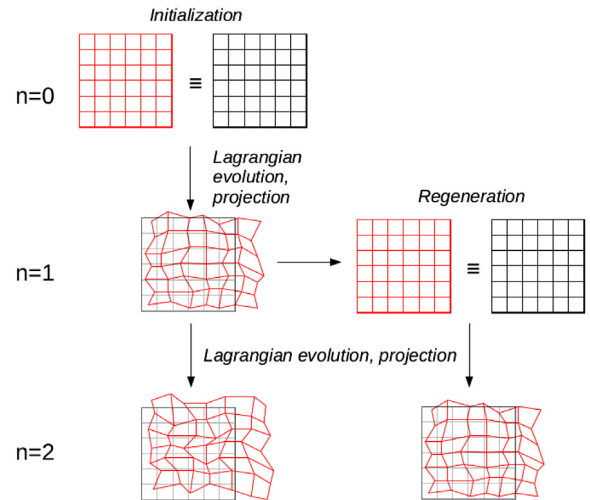 Initialization
n=0
≡
Lagrangian
evolution,
projection
Regeneration
n=1
≡
Lagrangian evolution, projection
n=2